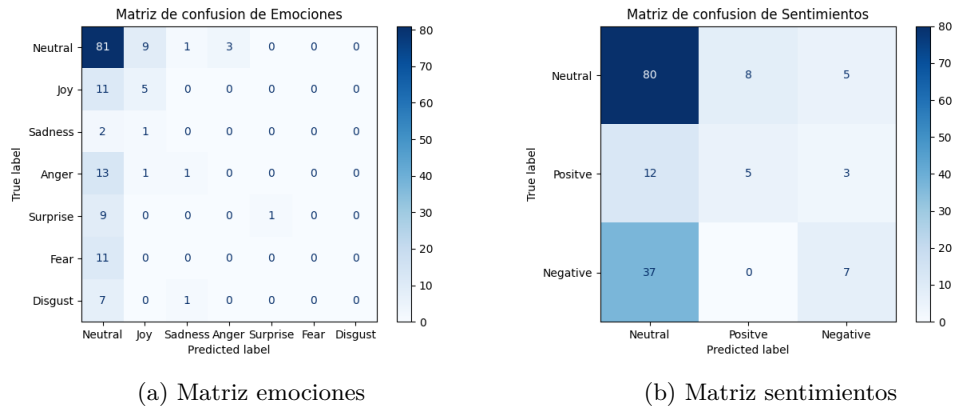 Matriz de confusion de Emociones
True label
Neutral 81 9 1 3 0 0 0
Joy 11 5 0 0 0 0 0
Sadness 2 1 0 0 0 0 0
Anger 13 1 1 0 0 0 0
Surprise 9 0 0 0 1 0 0
Fear 11 0 0 0 0 0 0
Disgust 7 0 1 0 0 0 0
Neutral Joy Sadness Anger Surprise Fear Disgust
Predicted label
80
70
60
50
40
30
20
10
0
(a) Matriz emociones
Matriz de confusion de Sentimientos
True label
Neutral 80 8 5
Positve 12 5 3
Negative 37 0 7
Neutral Positve Negative
Predicted label
80
70
60
50
40
30
20
10
0
(b) Matriz sentimientos